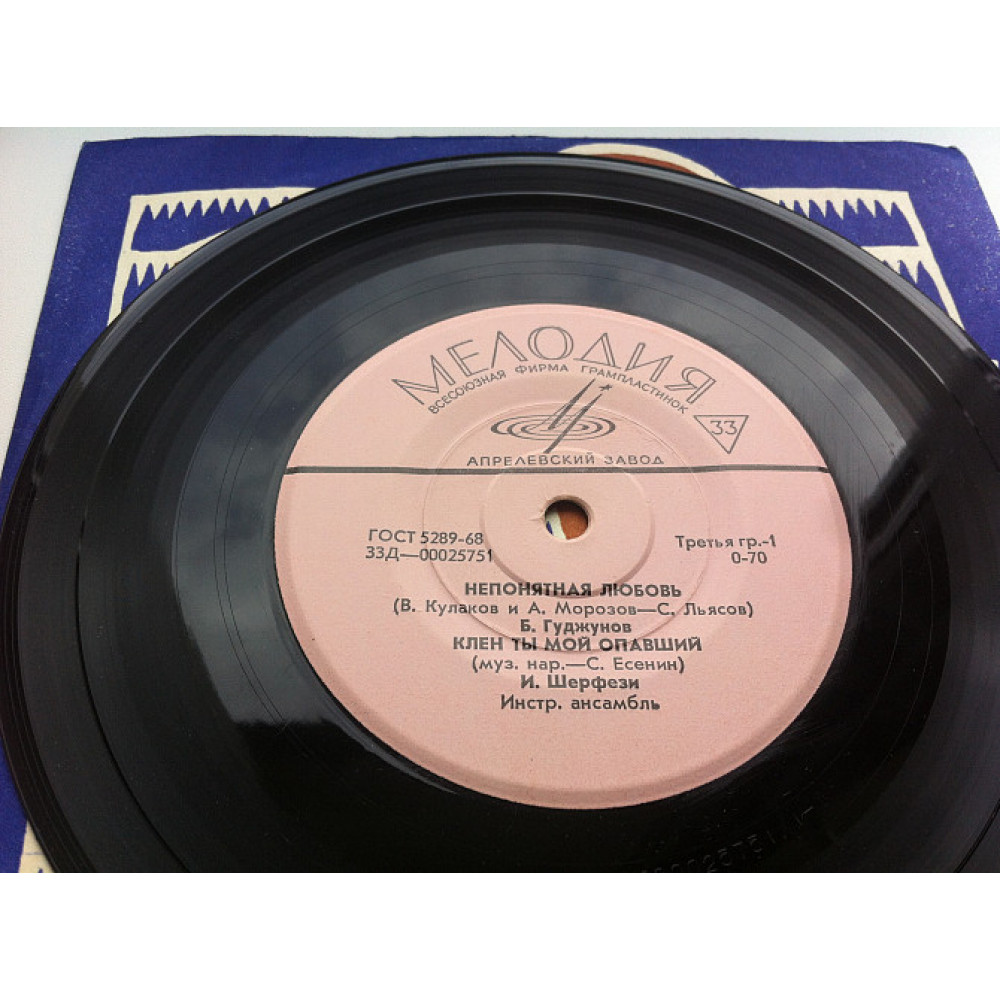 МЕЛОДИЯ
ВСЕСОЮЗНАЯ ФИРМА ГРАМПЛАСТИНОК
33
АПРЕЛЕВСКИЙ ЗАВОД
ГОСТ 5289-68
Третья гр.-1
33Д—00025751
0-70
НЕПОНЯТНАЯ ЛЮБОВЬ
(В. Кулаков и А. Морозов—С. Льясов)
Б. Гуджунов
КЛЕН ТЫ МОЙ ОПАВШИЙ
(муз. нар.—С. Есенин)
И. Шерфези
Инстр. ансамбль